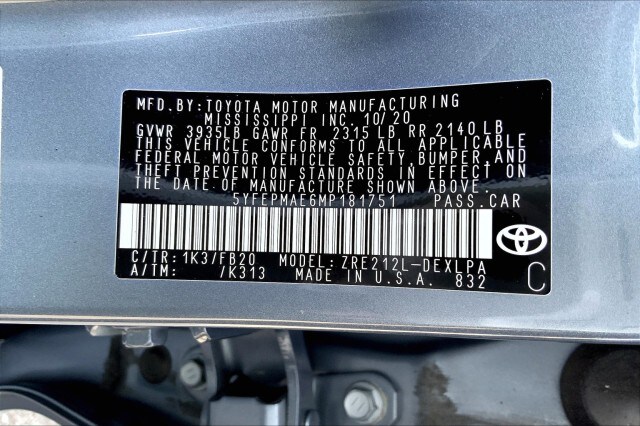 MFD.BY:TOYOTA MOTOR MANUFACTURING
MISSISSIPPI INC. 10/20
GVWR 3935LB GAWR FR 2315 LB RR 2140 LB
THIS VEHICLE CONFORMS TO ALL APPLICABLE
FEDERAL MOTOR VEHICLE SAFETY,BUMPER,AND
THEFT PREVENTION STANDARDS IN EFFECT ON
THE DATE OF MANUFACTURE SHOWN ABOVE.
5YFEPMAE6MP181751 PASS.CAR
C/TR:1K3/FB20 MODEL:ZRE212L-DEXLPA
A/TM: /K313 MADE IN U.S.A. 832
C